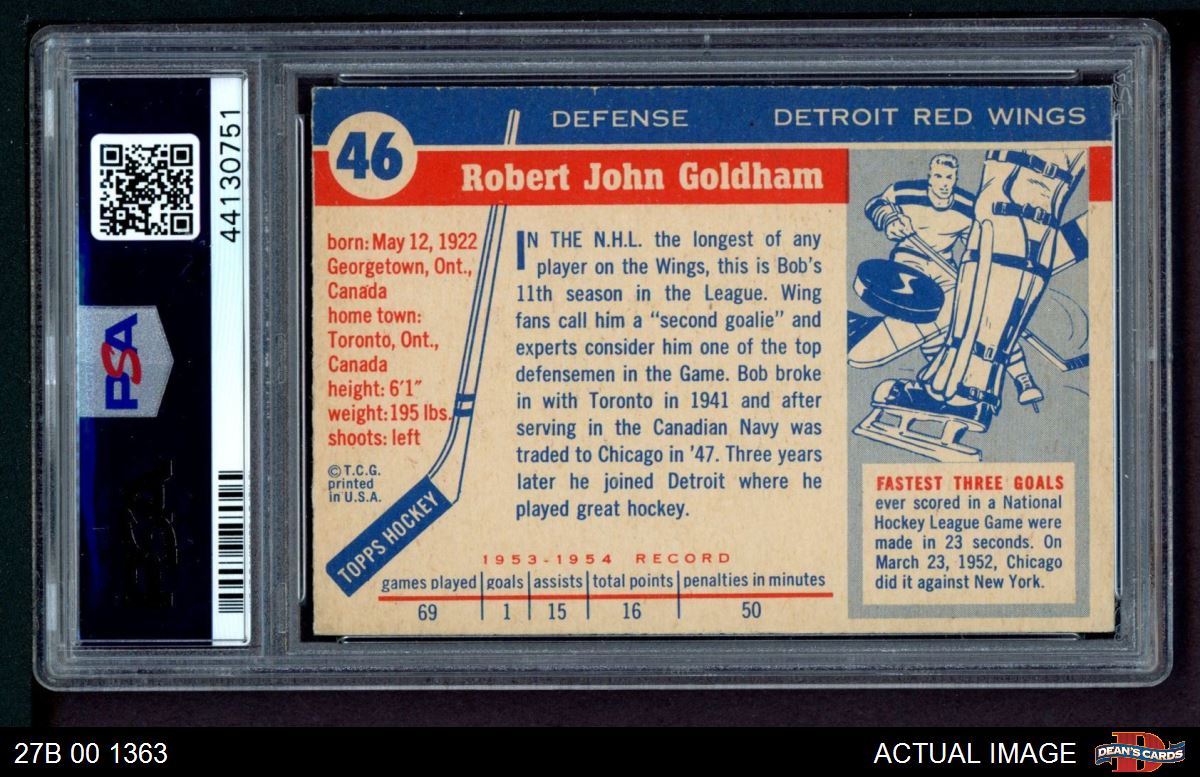 PSA
44130751
46
DEFENSE
DETROIT RED WINGS
Robert John Goldham
born: May 12, 1922
Georgetown, Ont.,
Canada
home town:
Toronto, Ont.,
Canada
height: 6'1"
weight: 195 lbs.
shoots: left
© T.C.G.
printed
in U.S.A.
TOPPS HOCKEY
IN THE N.H.L. the longest of any
player on the Wings, this is Bob's
11th season in the League. Wing
fans call him a "second goalie" and
experts consider him one of the top
defensemen in the Game. Bob broke
in with Toronto in 1941 and after
serving in the Canadian Navy was
traded to Chicago in '47. Three years
later he joined Detroit where he
played great hockey.
1953-1954 RECORD
games played goals assists total points penalties in minutes
69 1 15 16 50
FASTEST THREE GOALS
ever scored in a National
Hockey League Game were
made in 23 seconds. On
March 23, 1952, Chicago
did it against New York.
27B 00 1363
ACTUAL IMAGE
DEAN'S CARDS